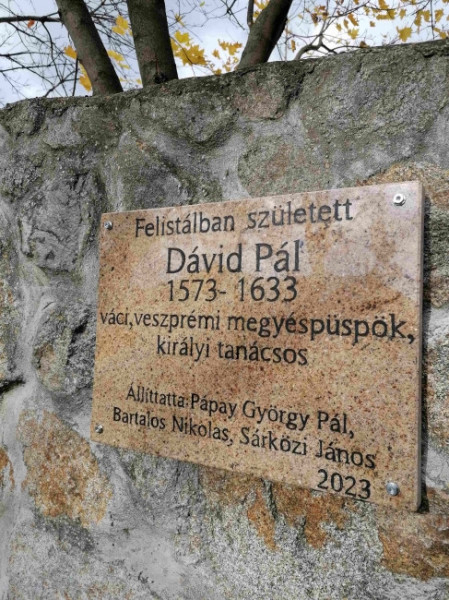 Felistálban született
Dávid Pál
1573- 1633
váci, veszprémi megyéspüspök,
királyi tanácsos
Állíttatta: Pápay György Pál,
Bartalos Nikolas, Sárközi János
2023